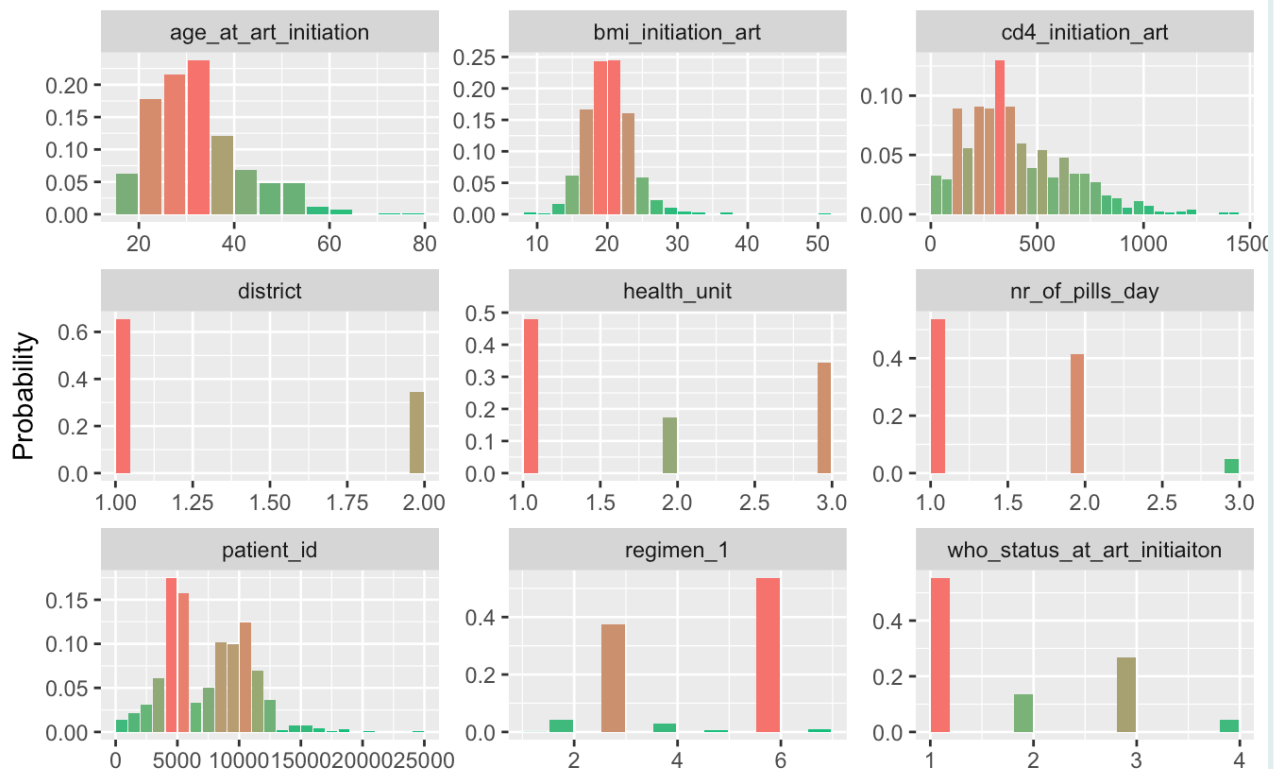 age_at_art_initiation
bmi_initiation_art
cd4_initiation_art
0.20
0.15
0.10
0.05
0.00
20 40 60 80
0.25
0.20
0.15
0.10
0.05
0.00
10 20 30 40 50
0.10
0.05
0.00
0 500 1000 1500
Probability
district
health_unit
nr_of_pills_day
0.6
0.4
0.2
0.0
1.00 1.25 1.50 1.75 2.00
0.5
0.4
0.3
0.2
0.1
0.0
1.0 1.5 2.0 2.5 3.0
0.4
0.2
0.0
1.0 1.5 2.0 2.5 3.0
patient_id
regimen_1
who_status_at_art_initiaiton
0.15
0.10
0.05
0.00
0 5000 10000 15000 20000 25000
0.4
0.2
0.0
2 4 6
0.4
0.2
0.0
1 2 3 4